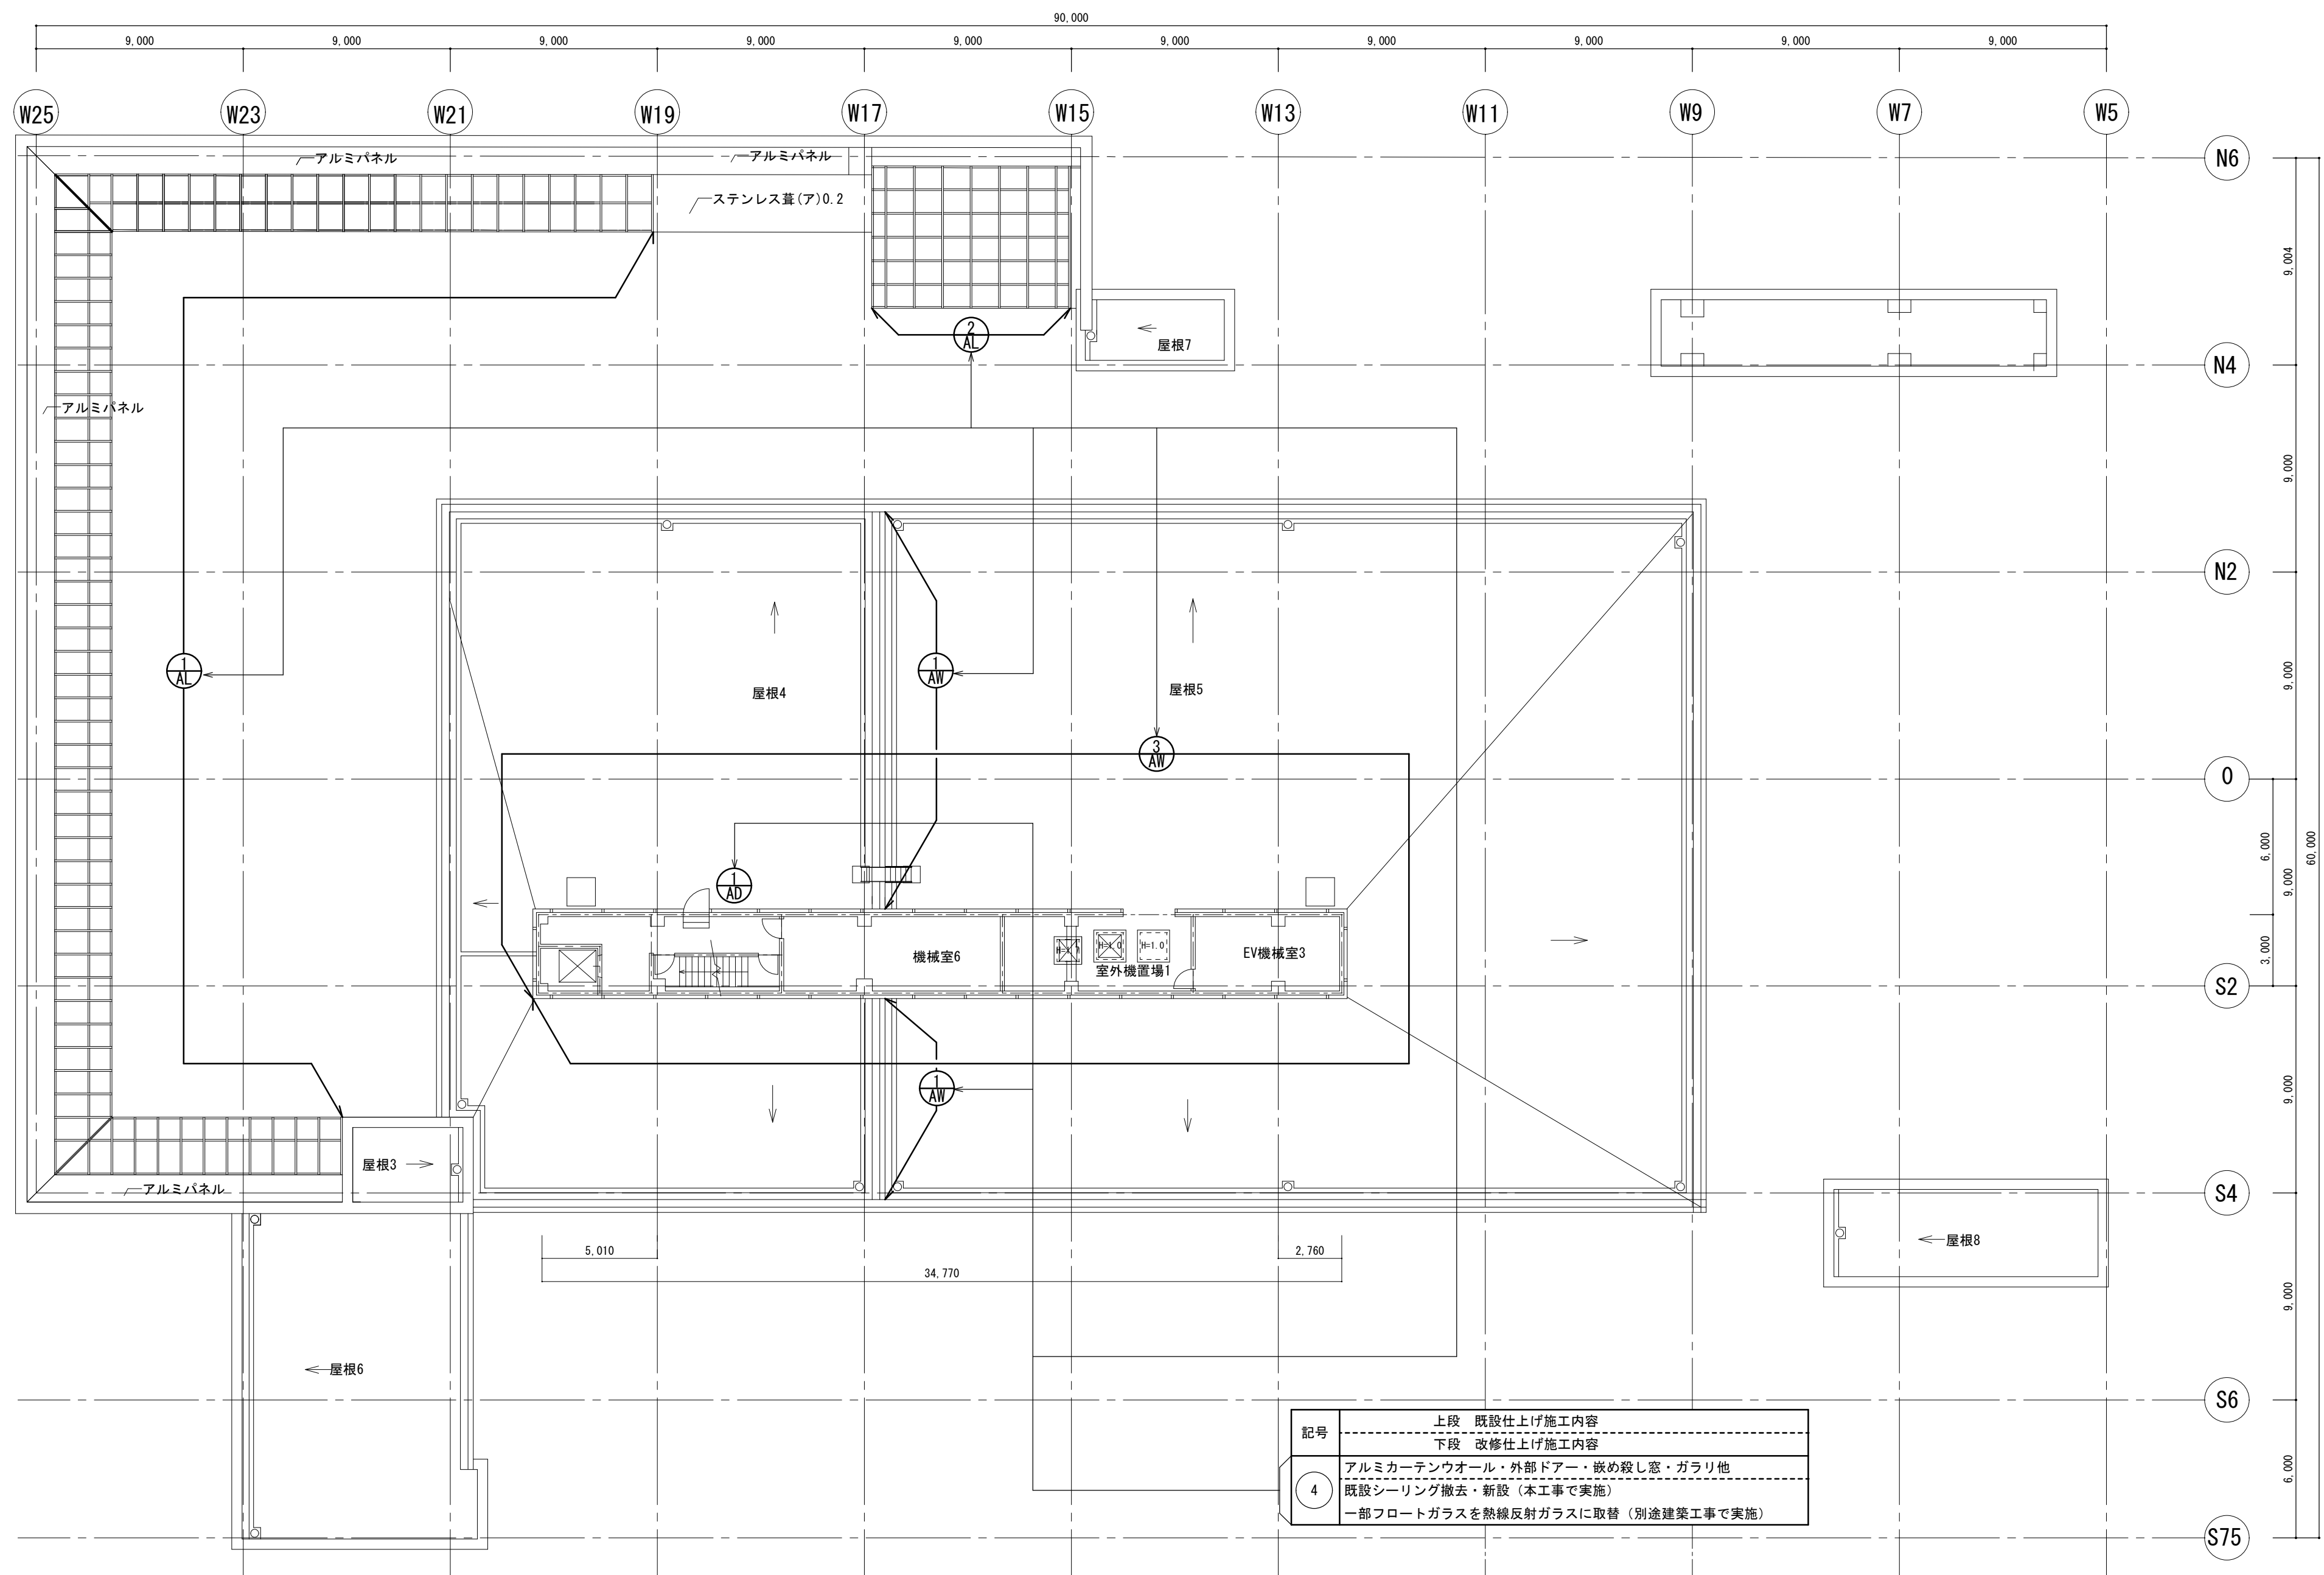 90,000
9,000 9,000 9,000 9,000 9,000 9,000 9,000 9,000 9,000 9,000
W25 W23 W21 W19 W17 W15 W13 W11 W9 W7 W5
アルミパネル
アルミパネル
N6
ステンレス葺(ア)0.2
9,004
2
AL
屋根7
N4
アルミパネル
9,000
N2
1
AL
1
AW
屋根4
屋根5
9,000
3
AW
O
6,000
9,000
60,000
1
AD
機械室6
H=1.0
H=1.0
EV機械室3
室外機置場1
3,000
S2
1
AW
9,000
屋根3
アルミパネル
S4
屋根8
5,010
2,760
34,770
9,000
屋根6
S6
記号
上段 既設仕上げ施工内容
下段 改修仕上げ施工内容
4
アルミカーテンウオール・外部ドアー・嵌め殺し窓・ガラリ他
既設シーリング撤去・新設(本工事で実施)
一部フロートガラスを熱線反射ガラスに取替(別途建築工事で実施)
6,000
S75